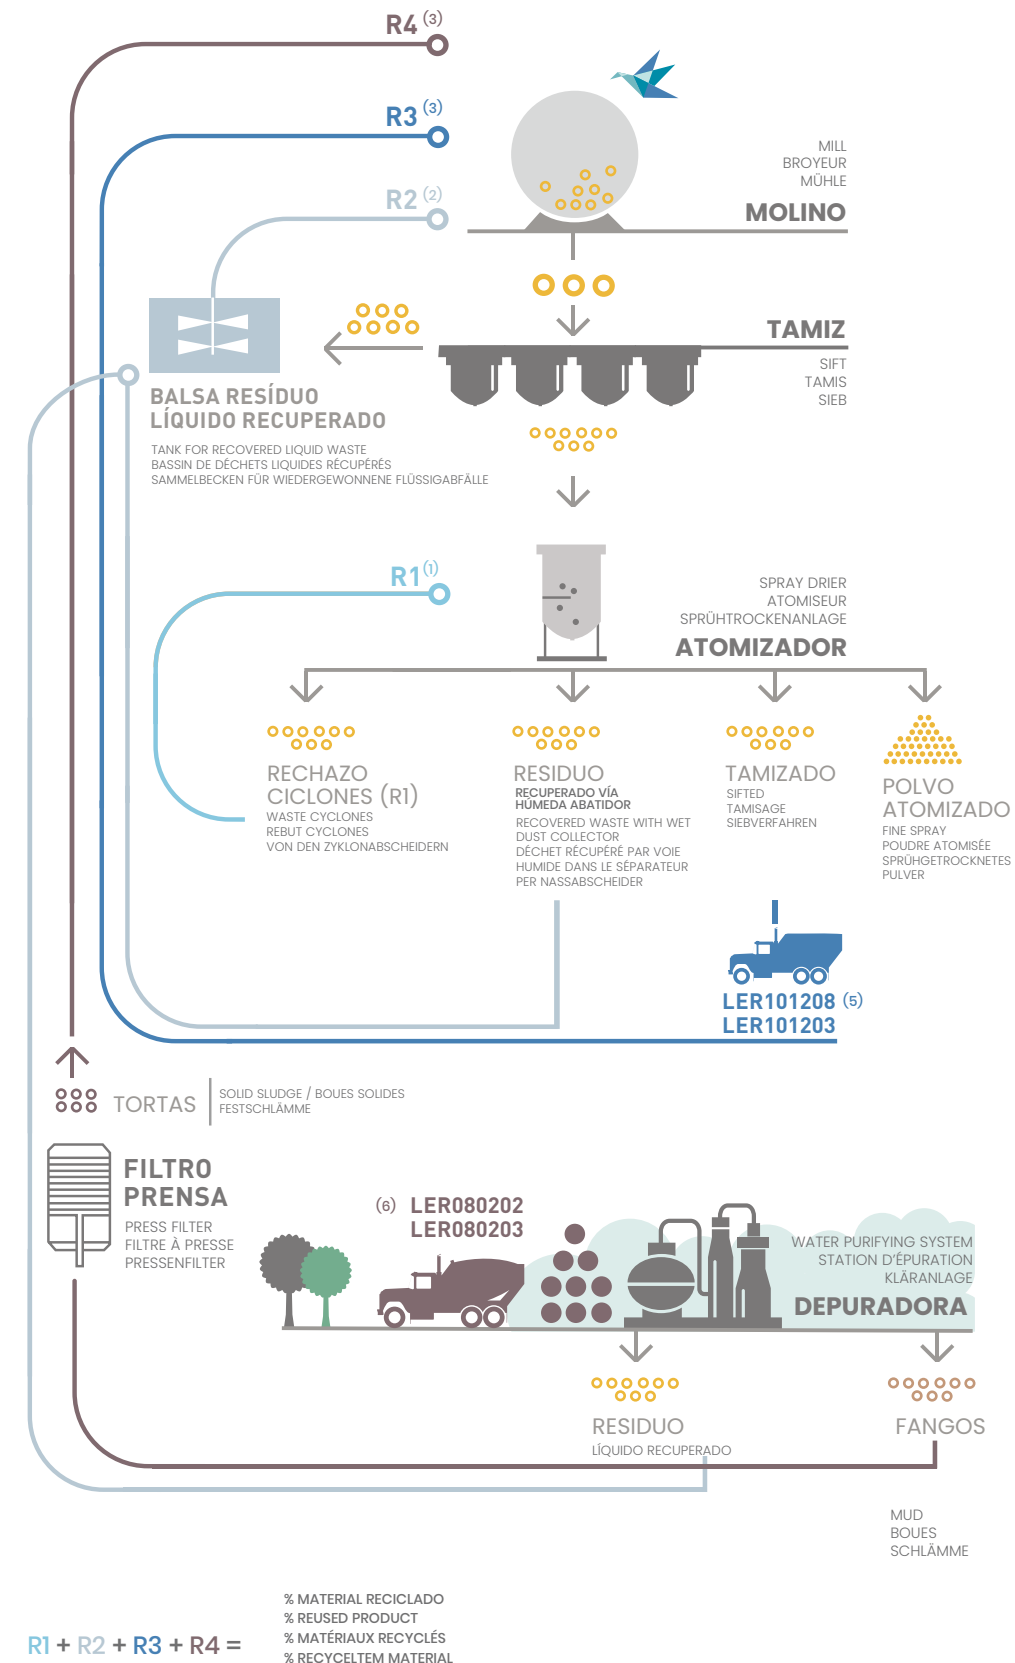 R4 (3)
R3 (3)
R2 (2)
MILL
BROYEUR
MÜHLE
MOLINO
TAMIZ
SIFT
TAMIS
SIEB
BALSA RESÍDUO
LÍQUIDO RECUPERADO
TANK FOR RECOVERED LIQUID WASTE
BASSIN DE DÉCHETS LIQUIDES RÉCUPÉRÉS
SAMMELBECKEN FÜR WIEDERGEWONNENE FLÜSSIGABFÄLLE
R1 (1)
SPRAY DRIER
ATOMISEUR
SPRÜHTROCKENANLAGE
ATOMIZADOR
RECHAZO
CICLONES (R1)
WASTE CYCLONES
REBUT CYCLONES
VON DEN ZYKLONABSCHEIDERN
RESIDUO
RECUPERADO VÍA
HÚMEDA ABATIDOR
RECOVERED WASTE WITH WET
DUST COLLECTOR
DÉCHET RÉCUPÉRÉ PAR VOIE
HUMIDE DANS LE SÉPARATEUR
PER NASSABSCHEIDER
TAMIZADO
SIFTED
TAMISAGE
SIEBVERFAHREN
POLVO
ATOMIZADO
FINE SPRAY
POUDRE ATOMISÉE
SPRÜHGETROCKNETES
PULVER
LER101208 (5)
LER101203
TORTAS
SOLID SLUDGE / BOUES SOLIDES
FESTSCHLÄMME
FILTRO
PRENSA
PRESS FILTER
FILTRE À PRESSE
PRESSENFILTER
(6) LER080202
LER080203
WATER PURIFYING SYSTEM
STATION D'ÉPURATION
KLÄRANLAGE
DEPURADORA
RESIDUO
LÍQUIDO RECUPERADO
FANGOS
MUD
BOUES
SCHLÄMME
R1 + R2 + R3 + R4 =
% MATERIAL RECICLADO
% REUSED PRODUCT
% MATÉRIAUX RECYCLÉS
% RECYCELTEM MATERIAL